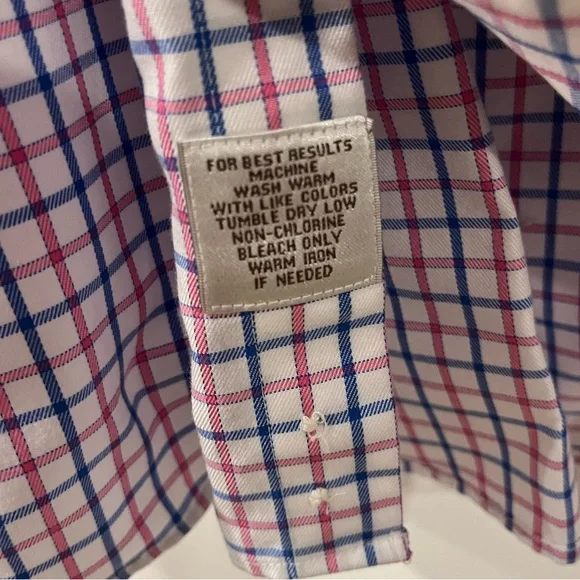 FOR BEST RESULTS
MACHINE
WASH WARM
WITH LIKE COLORS
TUMBLE DRY LOW
NON-CHLORINE
BLEACH ONLY
WARM IRON
IF NEEDED